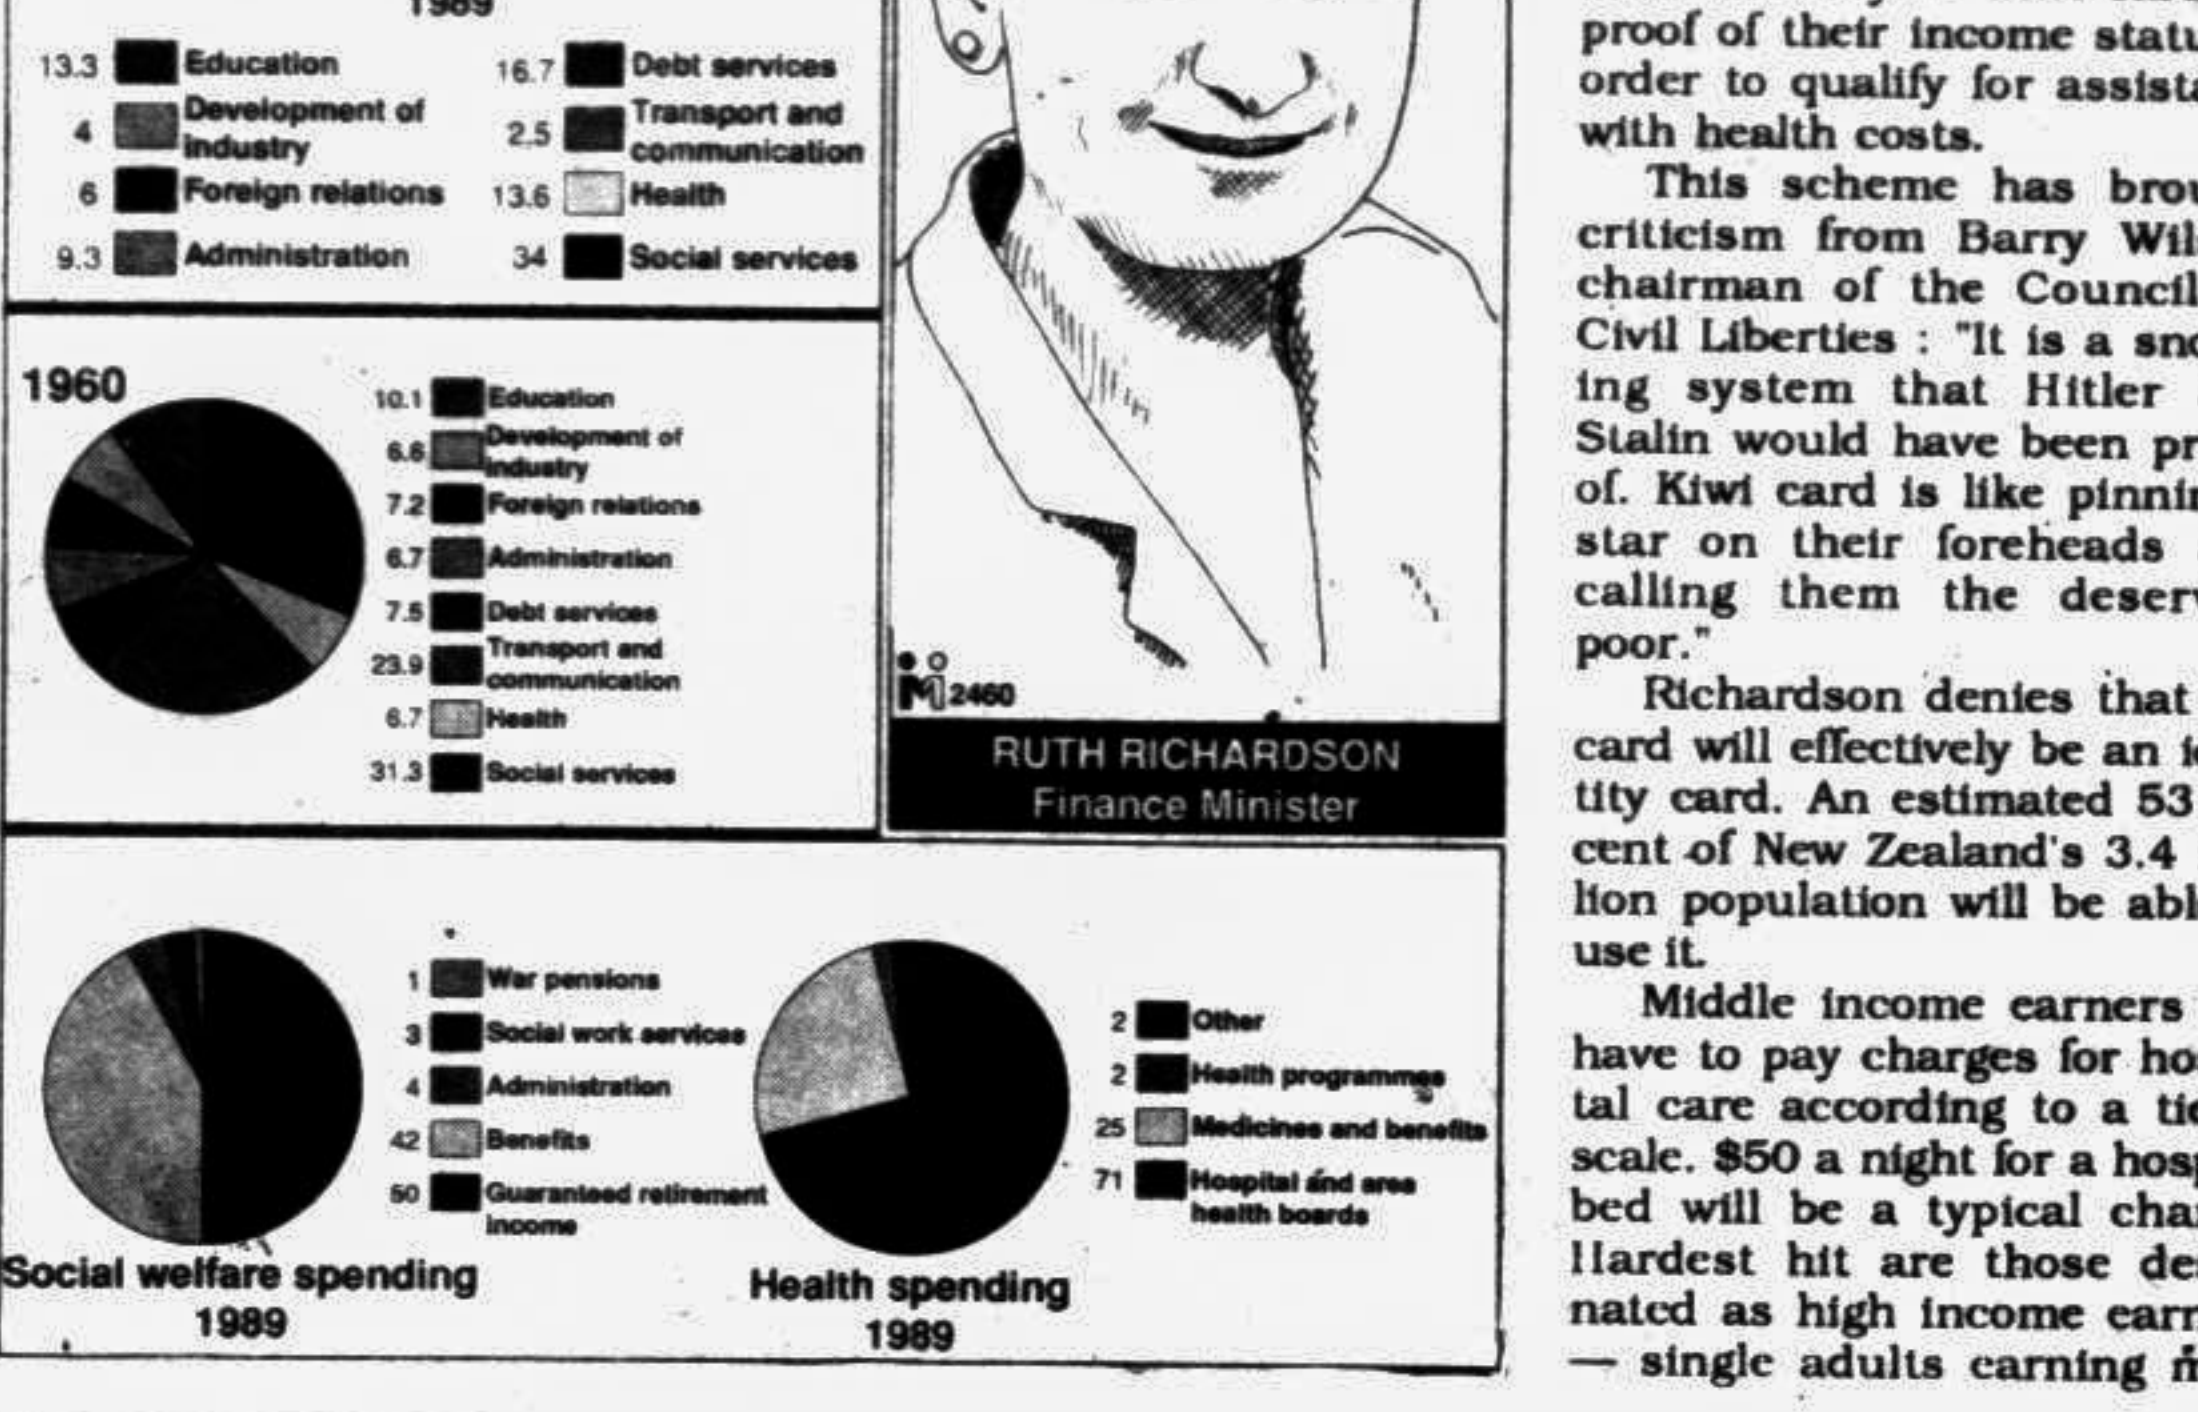 1989
13.3 Education
4 Development of
industry
6 Foreign relations
9.3 Administration
16.7 Debt services
2.5 Transport and
communication
13.6 Health
34 Social services
1960
10.1 Education
6.6 Development of
industry
7.2 Foreign relations
6.7 Administration
7.5 Debt services
23.9 Transport and
communication
6.7 Health
31.3 Social services
1 War pensions
3 Social work services
4 Administration
42 Benefits
50 Guaranteed retirement
income
Social welfare spending
1989
2 Other
2 Health programmes
25 Medicines and benefits
71 Hospital and area
health boards
Health spending
1989
2460
RUTH RICHARDSON
Finance Minister
proof of their income statu
order to qualify for assista
with health costs.
This scheme has brou
criticism from Barry Wil
chairman of the Council
Civil Liberties : "It is a sno
ing system that Hitler
Stalin would have been pr
of. Kiwi card is like pinnin
star on their foreheads
calling them the deserv
poor."
Richardson denies that
card will effectively be an i
tity card. An estimated 53
cent of New Zealand's 3.4
lion population will be abl
use it.
Middle income earners
have to pay charges for hos
tal care according to a tie
scale. $50 a night for a hosp
bed will be a typical char
Hardest hit are those des
nated as high income earn
— single adults earning m